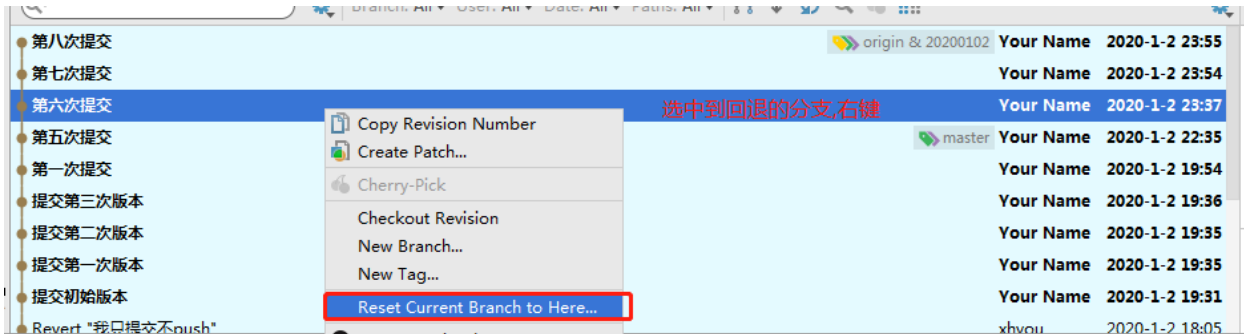 Branch: All User: All Date: All Paths: All
第八次提交 origin & 20200102 Your Name 2020-1-2 23:55
第七次提交 Your Name 2020-1-2 23:54
第六次提交 选中到回退的分支,右键 Your Name 2020-1-2 23:37
Copy Revision Number
第五次提交 master Your Name 2020-1-2 22:35
Create Patch...
第一次提交 Your Name 2020-1-2 19:54
Cherry-Pick
提交第三次版本 Your Name 2020-1-2 19:36
Checkout Revision
提交第二次版本 Your Name 2020-1-2 19:35
New Branch...
提交第一次版本 Your Name 2020-1-2 19:35
New Tag...
提交初始版本 Your Name 2020-1-2 19:31
Reset Current Branch to Here...
Revert "我只提交不push" xhyou 2020-1-2 18:05